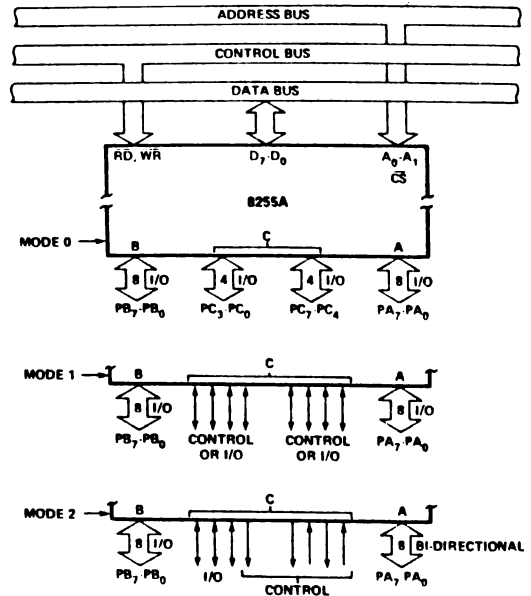 ADDRESS BUS
CONTROL BUS
DATA BUS
RD, WR
D7-D0
A0-A1
CS
8255A
MODE 0
B
C
A
8 I/O
4 I/O
4 I/O
8 I/O
PB7-PB0
PC3-PC0
PC7-PC4
PA7-PA0
MODE 1
B
C
A
8 I/O
8 I/O
PB7-PB0
CONTROL
OR I/O
CONTROL
OR I/O
PA7-PA0
MODE 2
B
C
A
8 I/O
8 BI-DIRECTIONAL
PB7-PB0
I/O
CONTROL
PA7 PA0